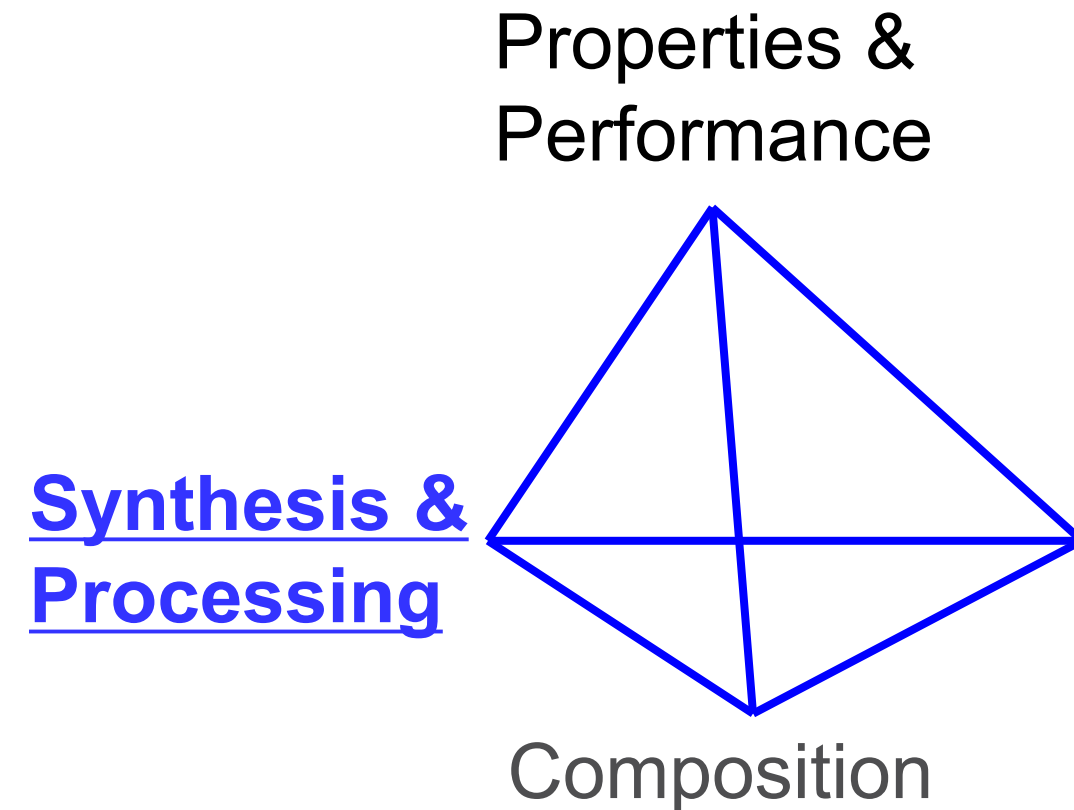 Properties &
Performance
Synthesis &
Processing
Composition